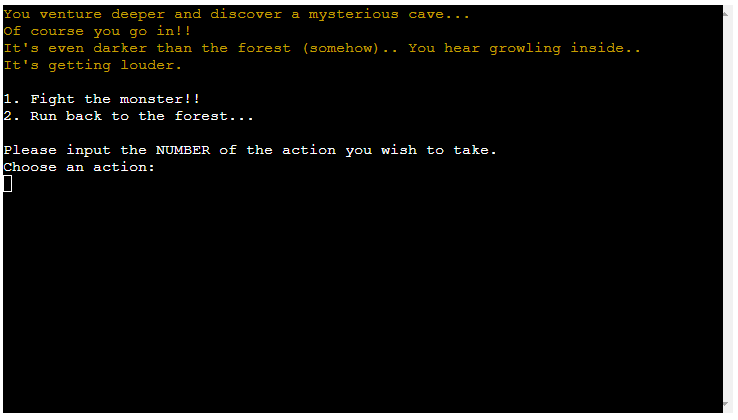 You venture deeper and discover a mysterious cave...
Of course you go in!!
It's even darker than the forest (somehow).. You hear growling inside..
It's getting louder.
1. Fight the monster!!
2. Run back to the forest...
Please input the NUMBER of the action you wish to take.
Choose an action: